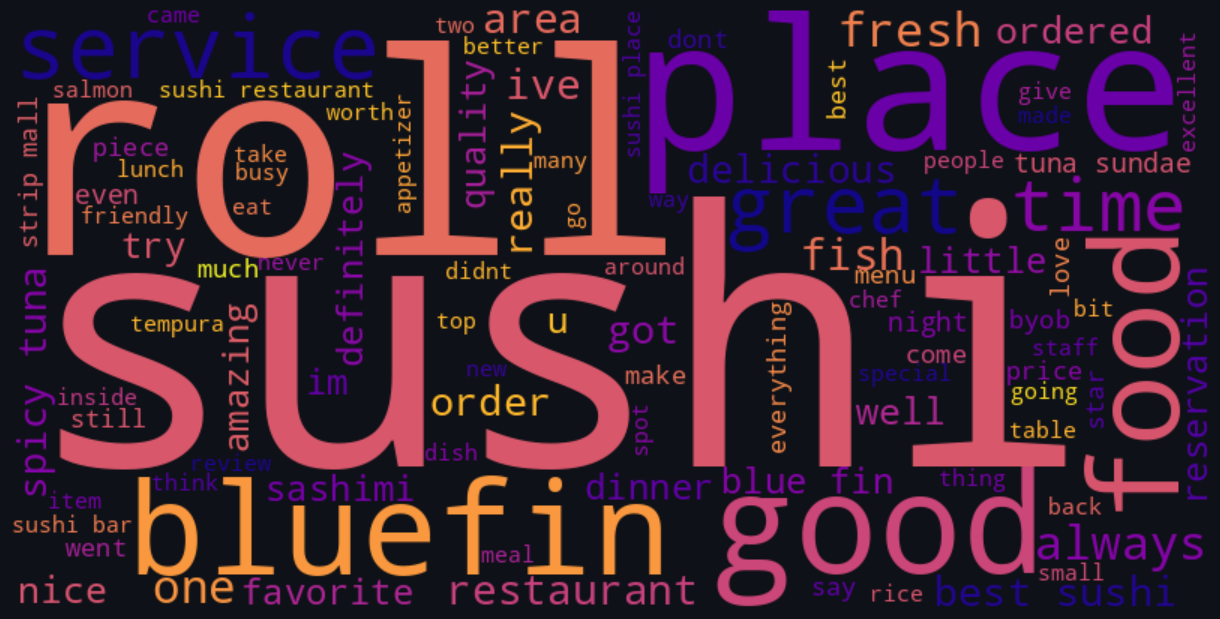 came
service
roll
two
area
better
quality
ive
sushi place
dont
place
best
fresh
ordered
give
made
excellent
salmon
sushi restaurant
worth
appetizer
really
many
go
strip mall
piece
lunch
even
friendly
try
take
busy
eat
definitely
delicious
people
tuna
sundae
way
great
time
much
never
didnt
around
fish
menu
little
love
food
tuna
sushi
tempura
amazing
im
top
u
got
new
order
make
spot
everything
chef
night
come
special
well
byob
bit
staff
price
going
star
table
reservation
spicy
inside
still
dish
review
think
sashimi
dinner
blue fin
thing
item
sushi bar
went
bluefin
meal
good
back
always
small
nice
one
favorite
restaurant
say
rice
best sushi